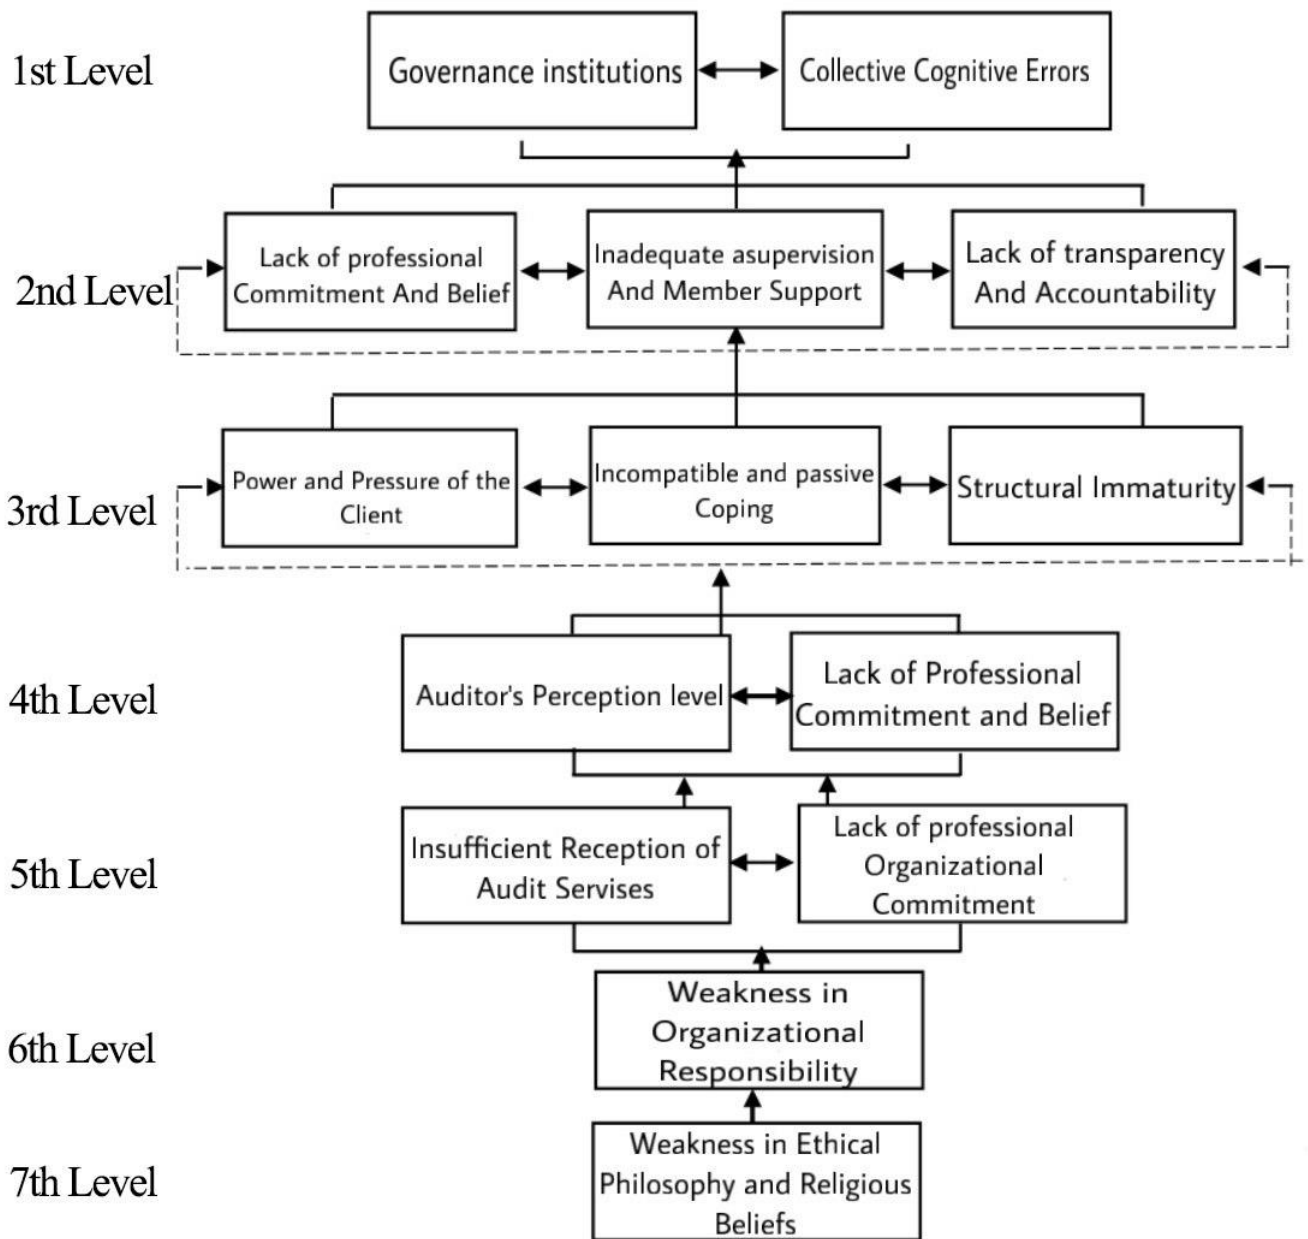 1st Level
Governance institutions
Collective Cognitive Errors
2nd Level
Lack of professional
Commitment And Belief
Inadequate asupervision
And Member Support
Lack of transparency
And Accountability
3rd Level
Power and Pressure of the
Client
Incompatible and passive
Coping
Structural Immaturity
4th Level
Auditor's Perception level
Lack of Professional
Commitment and Belief
5th Level
Insufficient Reception of
Audit Servises
Lack of professional
Organizational
Commitment
6th Level
Weakness in
Organizational
Responsibility
7th Level
Weakness in Ethical
Philosophy and Religious
Beliefs